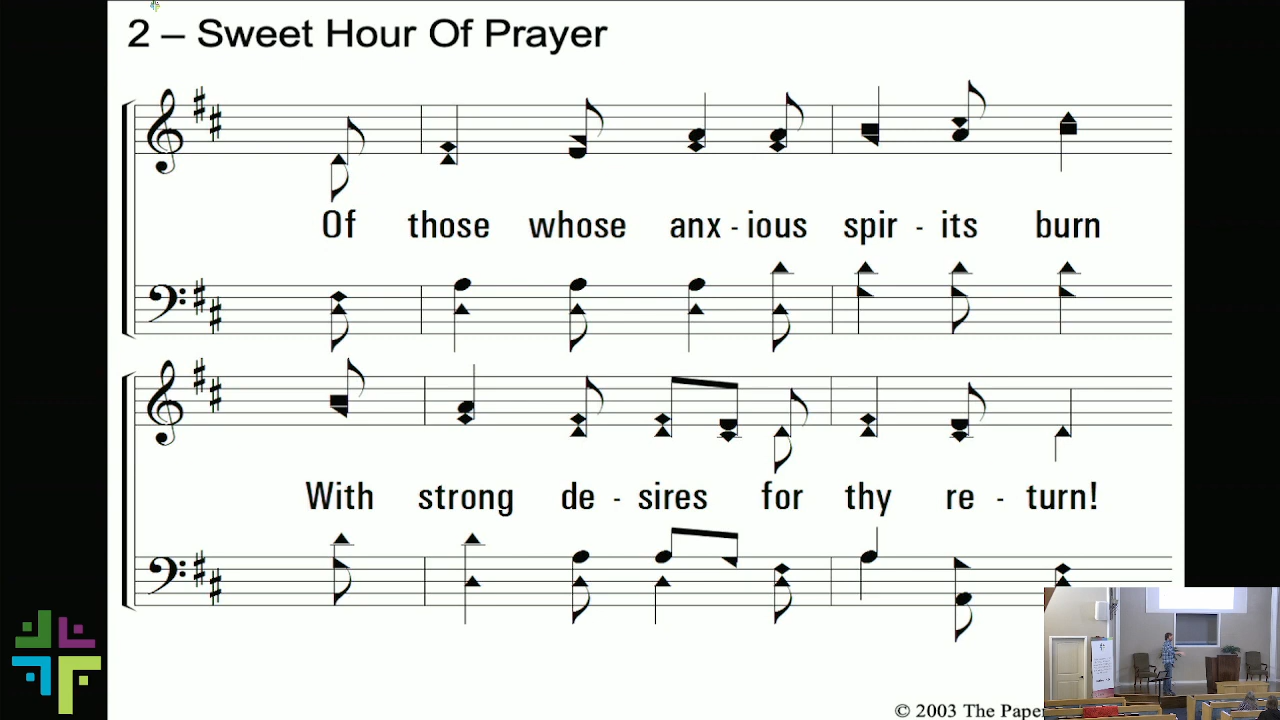 2 – Sweet Hour Of Prayer
Of those whose anx - ious spir - its burn
With strong de - sires for thy re - turn!
© 2003 The Paper